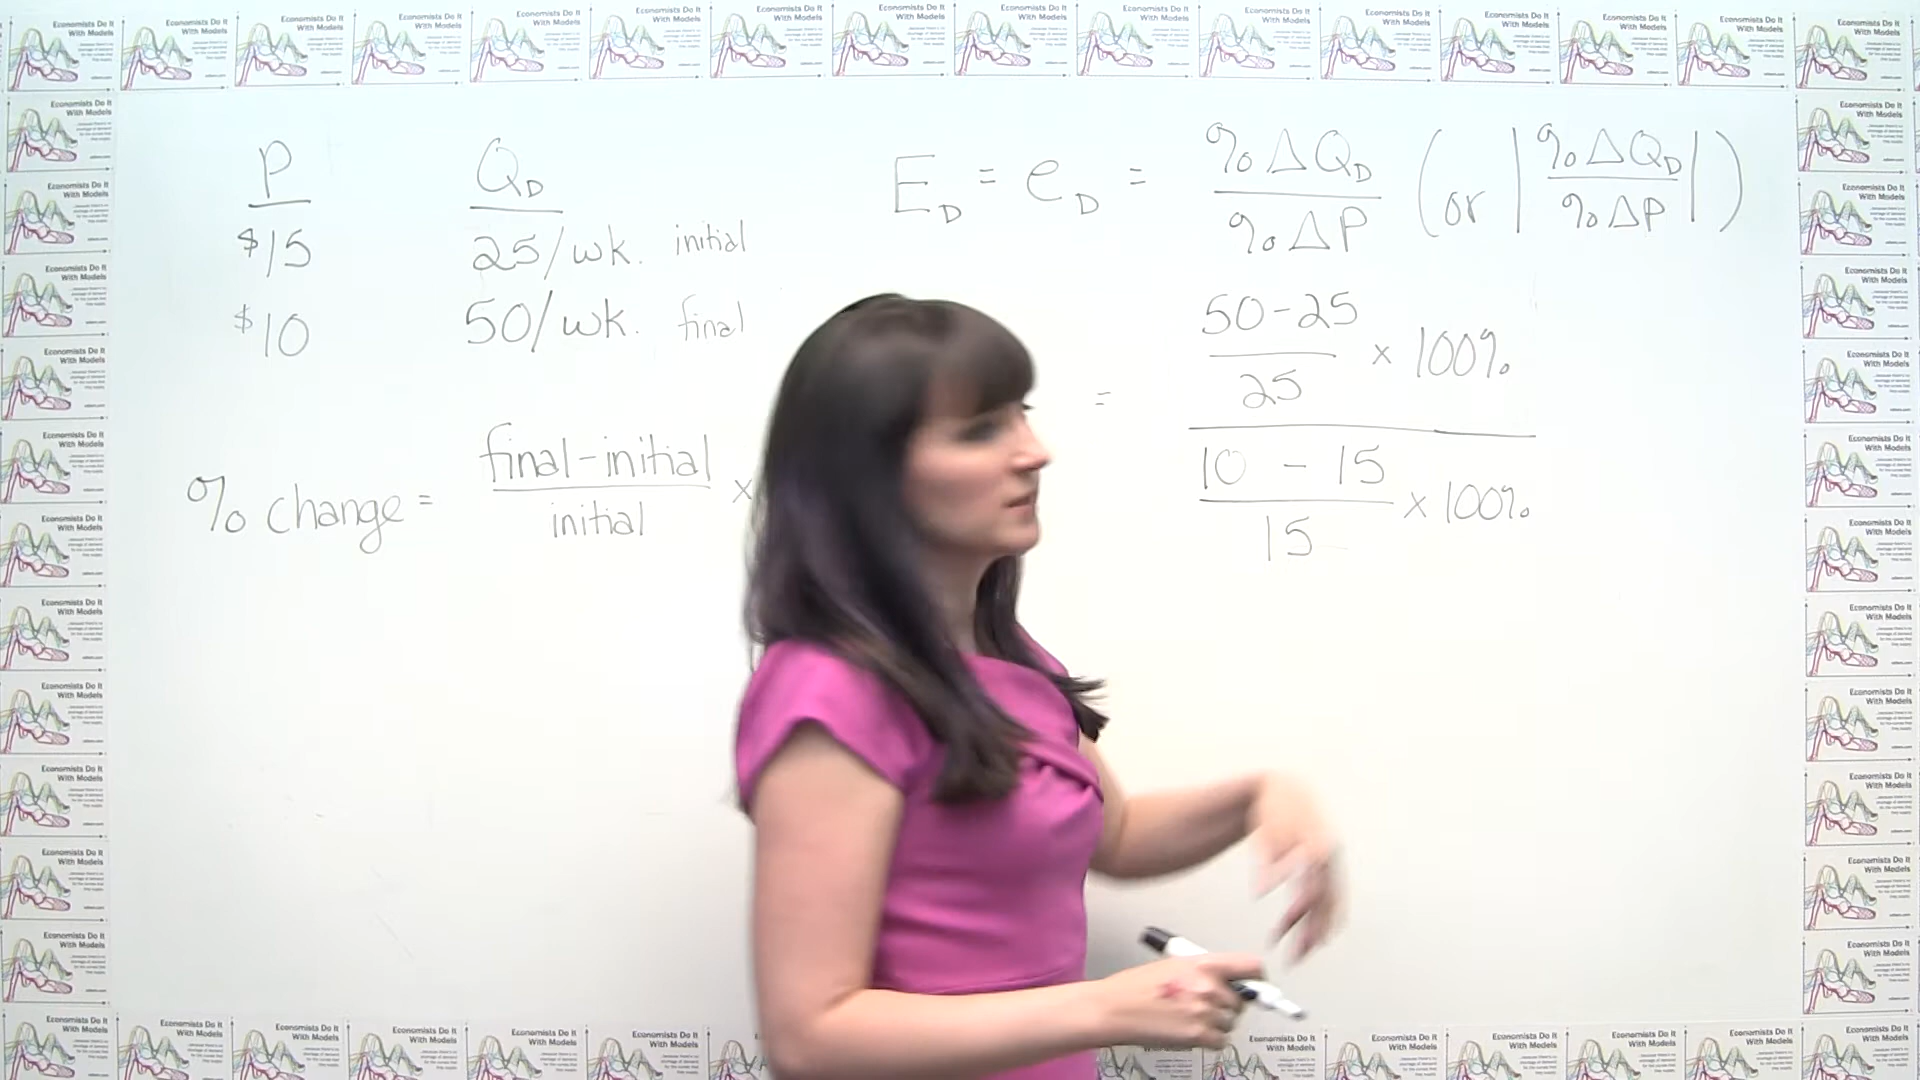 Economists Do It
With Models
P
Q_D
$15
25/wk. initial
$10
50/wk. final
% change = final-initial / initial ×
E_D = e_D = %ΔQ_D / %ΔP (or | %ΔQ_D / %ΔP |)
= 
50-25
25
× 100%
10 - 15
15
× 100%